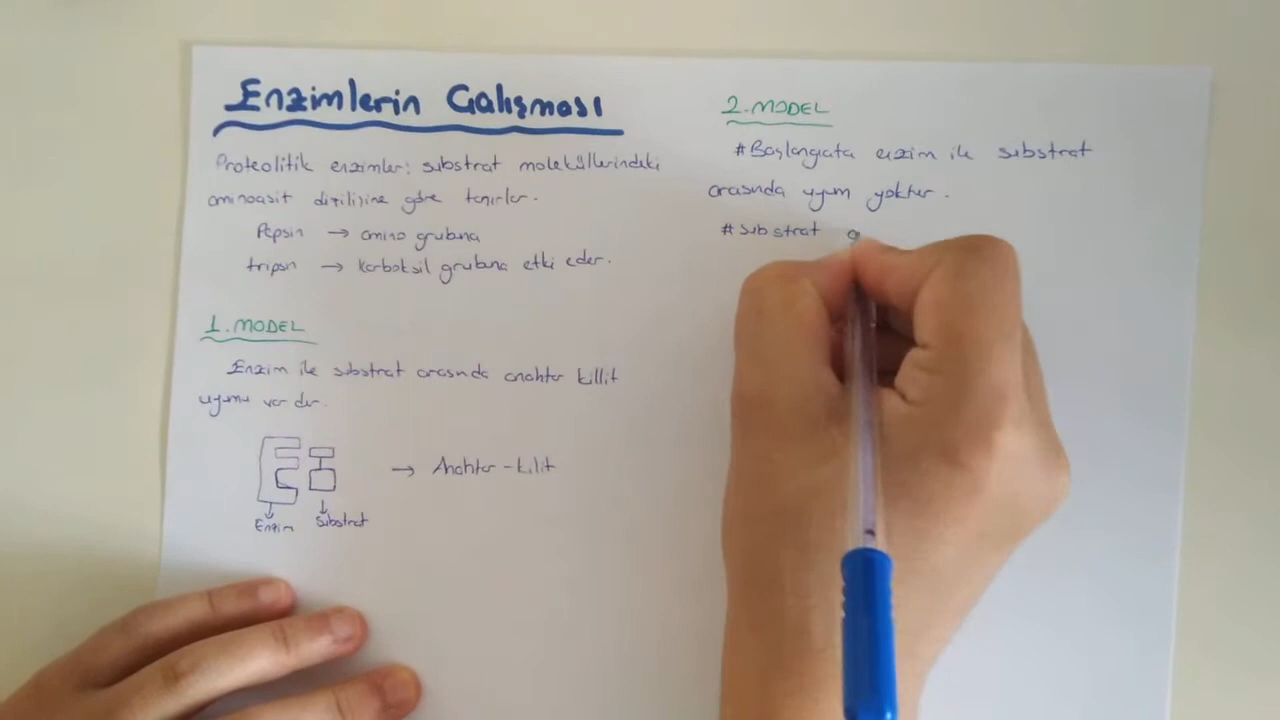 Enzimlerin Çalışması
Proteolitik enzimler; substrat moleküllerindeki
aminoasit dizilişine göre tanırlar.
Pepsin → amino grubuna
tripsin → karboksil grubuna etki eder.
1. MODEL
Enzim ile substrat arasında anahtar killit
uyumu vardır.
→ Anahtar-kilit
Enzim
Substrat
2. MODEL
#Başlangıçta enzim ile substrat
arasında uyum yoktur.
#Substrat